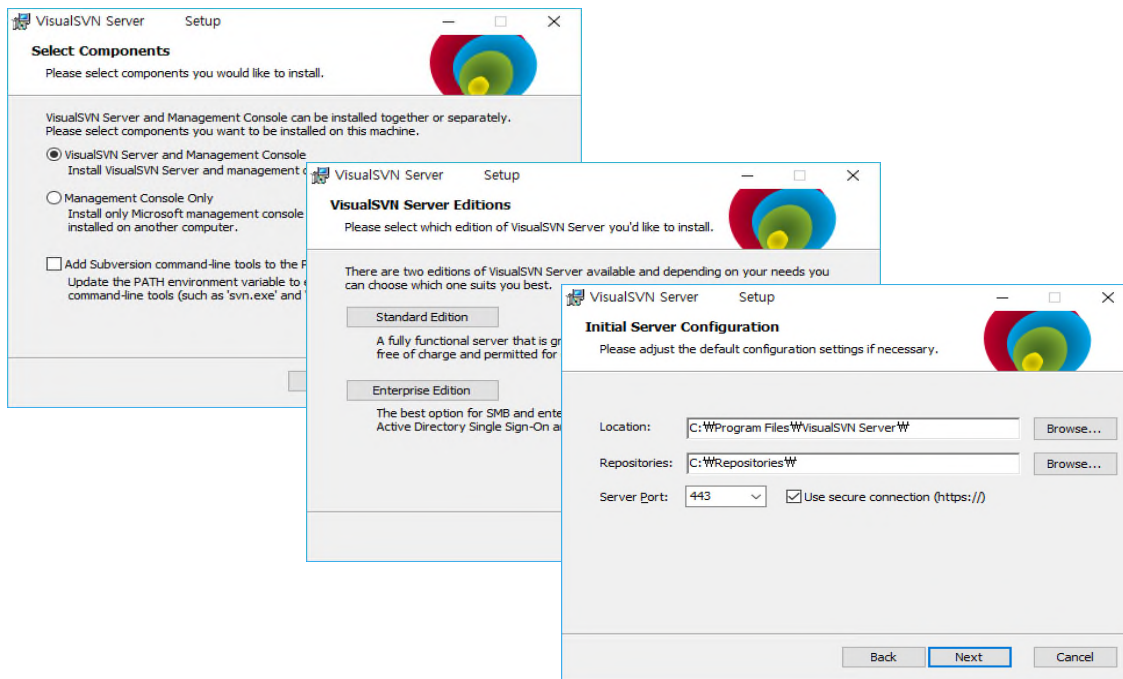 VisualSVN Server Setup
Select Components
Please select components you would like to install.
VisualSVN Server and Management Console can be installed together or separately.
Please select components you want to be installed on this machine.
VisualSVN Server and Management Console
Install VisualSVN Server and management
Management Console Only
Install only Microsoft management console
installed on another computer.
Add Subversion command-line tools to the
Update the PATH environment variable to
command-line tools (such as 'svn.exe' and
VisualSVN Server Setup
VisualSVN Server Editions
Please select which edition of VisualSVN Server you'd like to install.
There are two editions of VisualSVN Server available and depending on your needs you
can choose which one suits you best.
Standard Edition
A fully functional server that is
free of charge and permitted for
Enterprise Edition
The best option for SMB and
Active Directory Single Sign-On
VisualSVN Server Setup
Initial Server Configuration
Please adjust the default configuration settings if necessary.
Location: C:₩Program Files₩VisualSVN Server₩ Browse...
Repositories: C:₩Repositories₩ Browse...
Server Port: 443 Use secure connection (https://)
Back Next Cancel